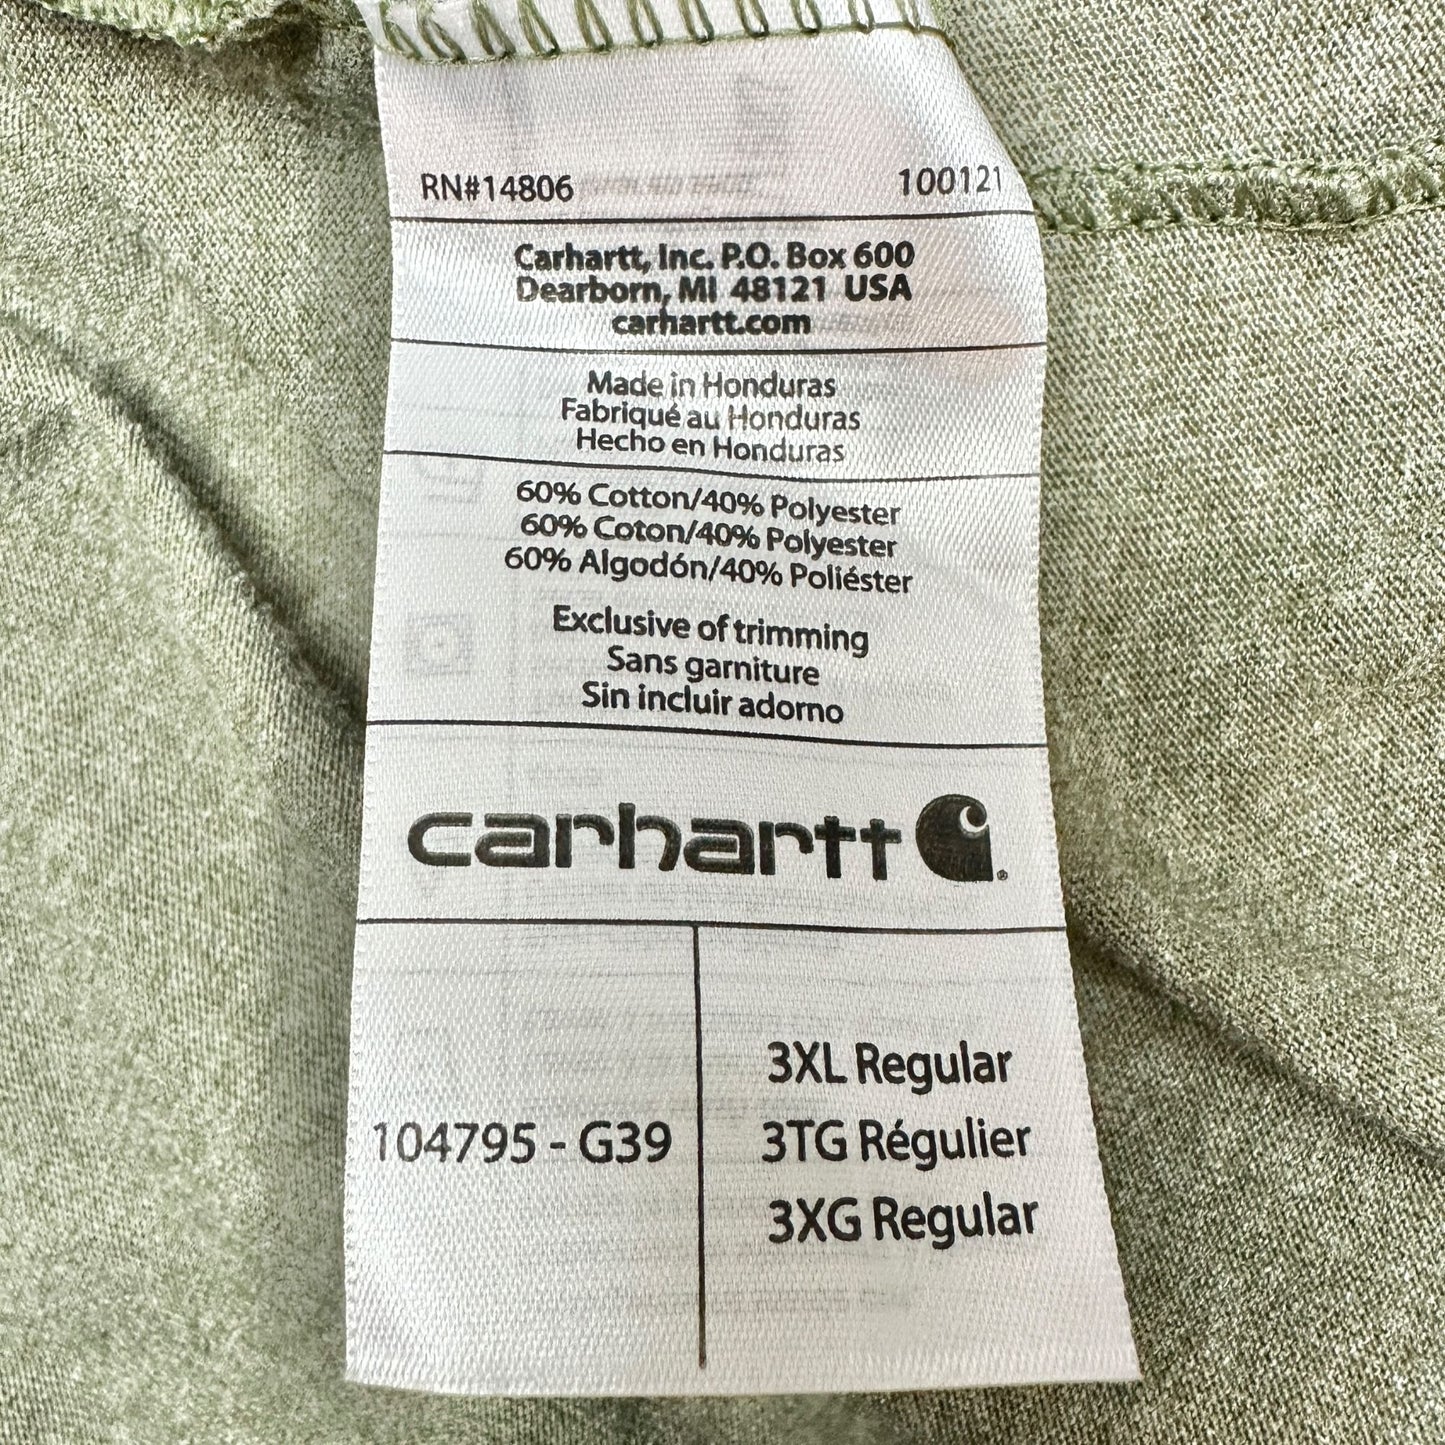 RN#14806 100121
Carhartt, Inc. P.O. Box 600
Dearborn, MI 48121 USA
carhartt.com
Made in Honduras
Fabriqué au Honduras
Hecho en Honduras
60% Cotton/40% Polyester
60% Coton/40% Polyester
60% Algodón/40% Poliéster
Exclusive of trimming
Sans garniture
Sin incluir adorno
carhartt ®
104795 - G39
3XL Regular
3TG Régulier
3XG Regular